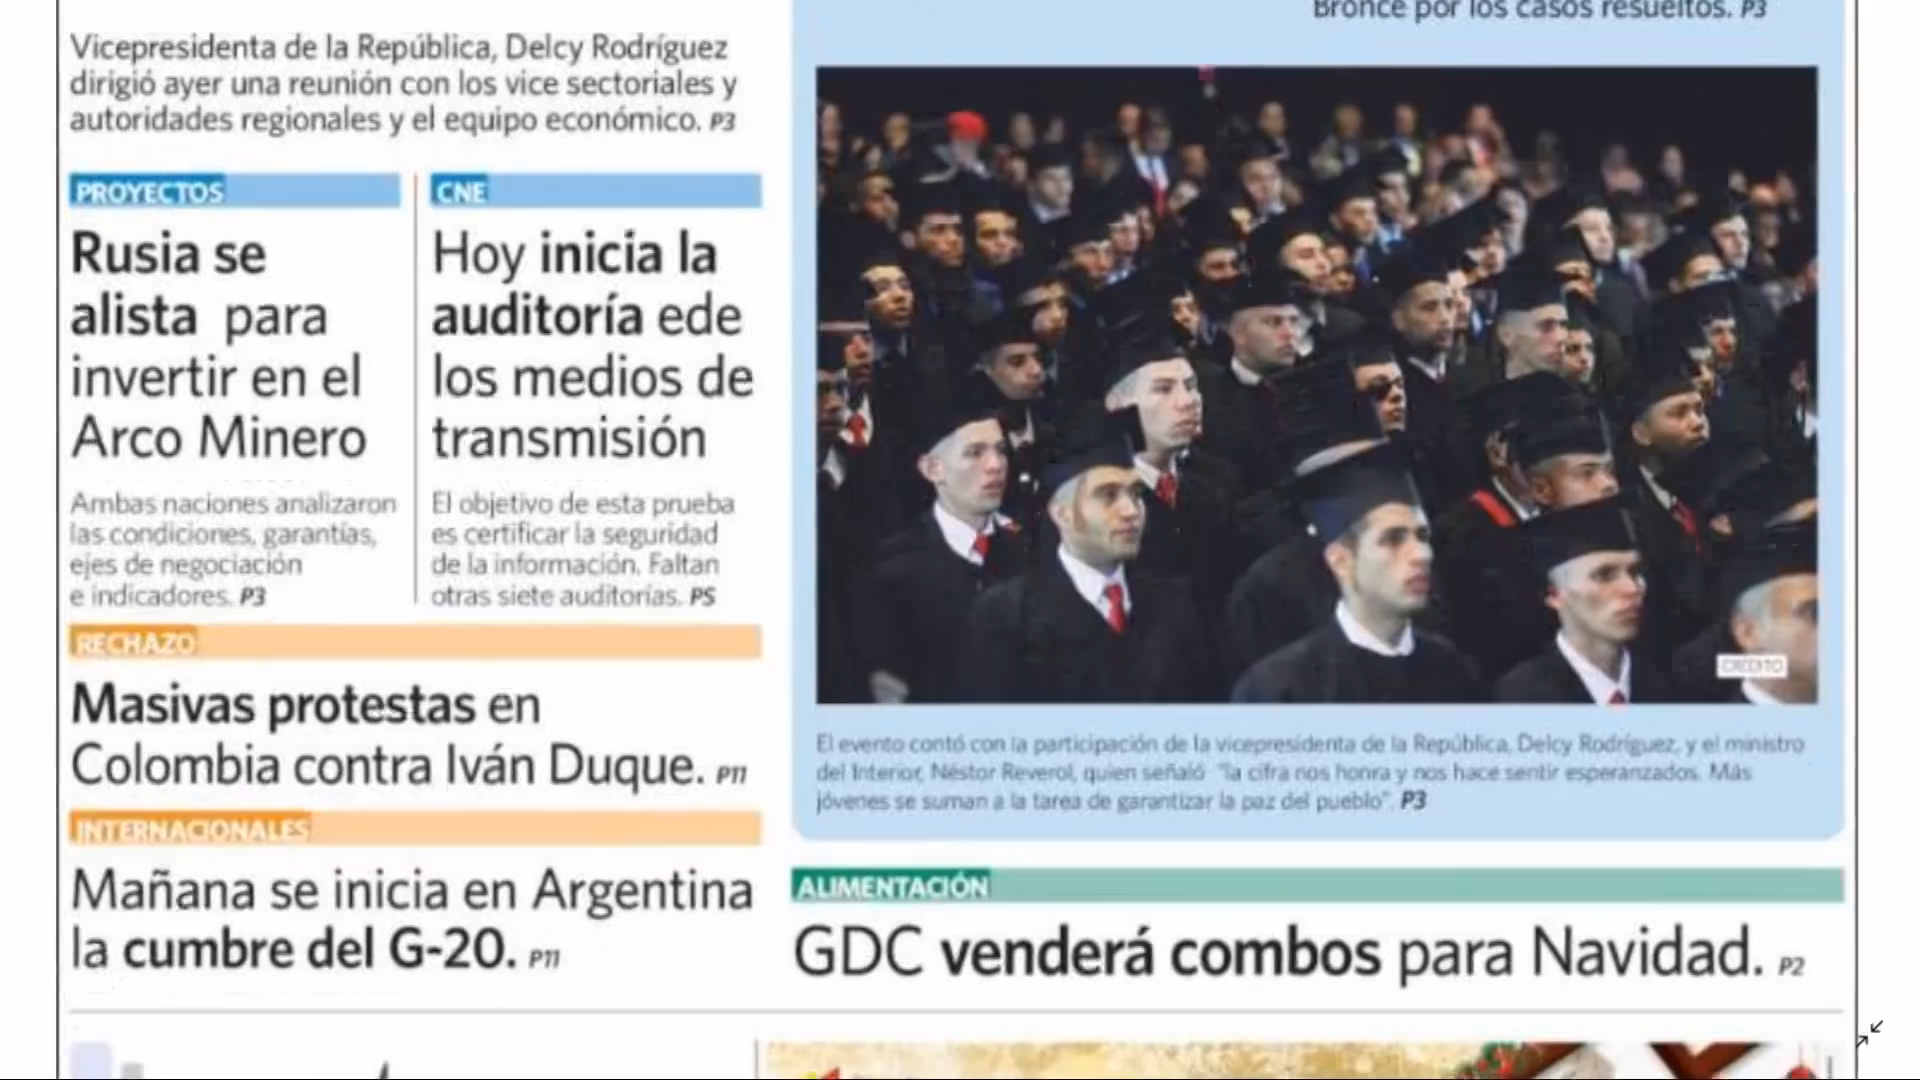 Vicepresidenta de la República, Delcy Rodríguez
dirigió ayer una reunión con los vice sectoriales y
autoridades regionales y el equipo económico. P3
PROYECTOS
Rusia se
alista para
invertir en el
Arco Minero
Ambas naciones analizaron
las condiciones, garantías,
ejes de negociación
e indicadores. P3
CNE
Hoy inicia la
auditoría ede
los medios de
transmisión
El objetivo de esta prueba
es certificar la seguridad
de la información. Faltan
otras siete auditorías. P5
RECHAZO
Masivas protestas en
Colombia contra Iván Duque. P11
INTERNACIONALES
Mañana se inicia en Argentina
la cumbre del G-20. P11
Bronce por los casos resueltos. P3
CRÉDITO
El evento contó con la participación de la vicepresidenta de la República, Delcy Rodríguez, y el ministro
del Interior, Néstor Reverol, quien señaló "la cifra nos honra y nos hace sentir esperanzados. Más
jóvenes se suman a la tarea de garantizar la paz del pueblo". P3
ALIMENTACIÓN
GDC venderá combos para Navidad. P2